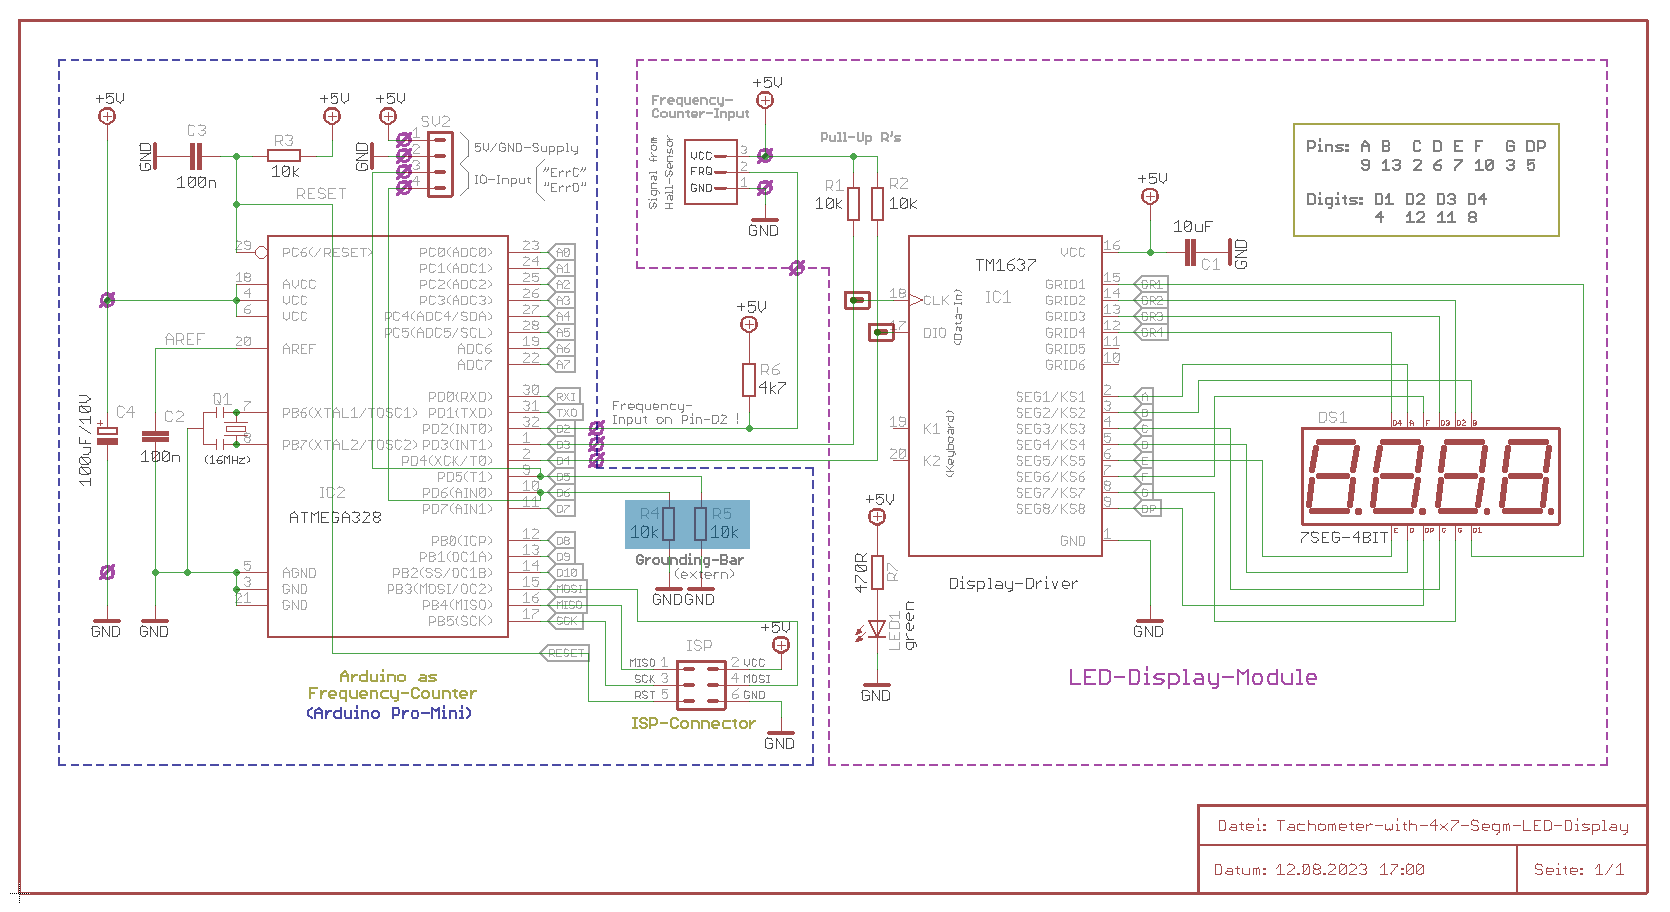 +5V
+5V
+5V
C3
GND
100n
R3
10k
RESET
GND
SV2
1
2
3
4
5V/GND-Supply
IO-Input
"ErrC"
"ErrO"
Frequency-
Counter-Input
+5V
Signal from
Hall-Sensor
VCC 3
FRQ 2
GND 1
GND
Pull-Up R's
R1
10k
R2
10k
Pins: A B C D E F G DP
9 13 2 6 7 10 3 5
Digits: D1 D2 D3 D4
4 12 11 8
29 PC6(/RESET)
18 AVCC
4 VCC
6 VCC
AREF
20 AREF
7 PB6(XTAL1/TOSC1)
8 PB7(XTAL2/TOSC2)
5 AGND
3 GND
21 GND
Q1
(16MHz)
C4
100uF/10V
C2
100n
GND
GND
IC2
ATMEGA328
PC0(ADC0) 23 A0
PC1(ADC1) 24 A1
PC2(ADC2) 25 A2
PC3(ADC3) 26 A3
PC4(ADC4/SDA) 27 A4
PC5(ADC5/SCL) 28 A5
ADC6 19 A6
ADC7 22 A7
PD0(RXD) 30 RXI
PD1(TXD) 31 TXO
PD2(INT0) 32 D2
PD3(INT1) 1 D3
PD4(XCK/T0) 2 D4
PD5(T1) 9 D5
PD6(AIN0) 10 D6
PD7(AIN1) 11 D7
PB0(ICP) 12 D8
PB1(OC1A) 13 D9
PB2(SS/OC1B) 14 D10
PB3(MOSI/OC2) 15 MOSI
PB4(MISO) 16 MISO
PB5(SCK) 17 SCK
RESET
Frequency-
Input on Pin-D2 !
+5V
R6
4k7
R4
10k
R5
10k
Grounding-Bar
(extern)
GND
GND
ISP
+5V
MISO 1
SCK 3
RST 5
2 VCC
4 MOSI
6 GND
ISP-Connector
GND
Arduino as
Frequency-Counter
(Arduino Pro-Mini)
+5V
10uF
C1
GND
TM1637
IC1
18 CLK
17 DIO
(Data-In)
19 K1
20 K2
(Keyboard)
VCC 16
GRID1 15 GR1
GRID2 14 GR2
GRID3 13 GR3
GRID4 12 GR4
GRID5 11
GRID6 10
SEG1/KS1 2 A
SEG2/KS2 3 B
SEG3/KS3 4 C
SEG4/KS4 5 D
SEG5/KS5 6 E
SEG6/KS6 7 F
SEG7/KS7 8 G
SEG8/KS8 9 DP
GND 1
GND
Display-Driver
+5V
470R
R7
LED1
green
GND
DS1
D4 A F D3 D2 B
8.8.8.8.
7SEG-4BIT
E D DP C G D1
LED-Display-Module
Datei: Tachometer-with-4x7-Segm-LED-Display
Datum: 12.08.2023 17:00
Seite: 1/1